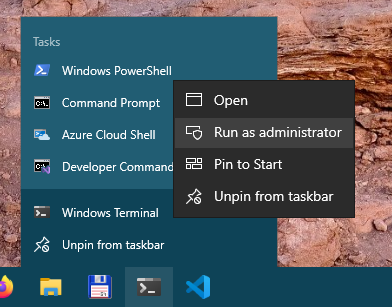 Tasks
Windows PowerShell
Command Prompt
Azure Cloud Shell
Developer Command
Windows Terminal
Unpin from taskbar
Open
Run as administrator
Pin to Start
Unpin from taskbar